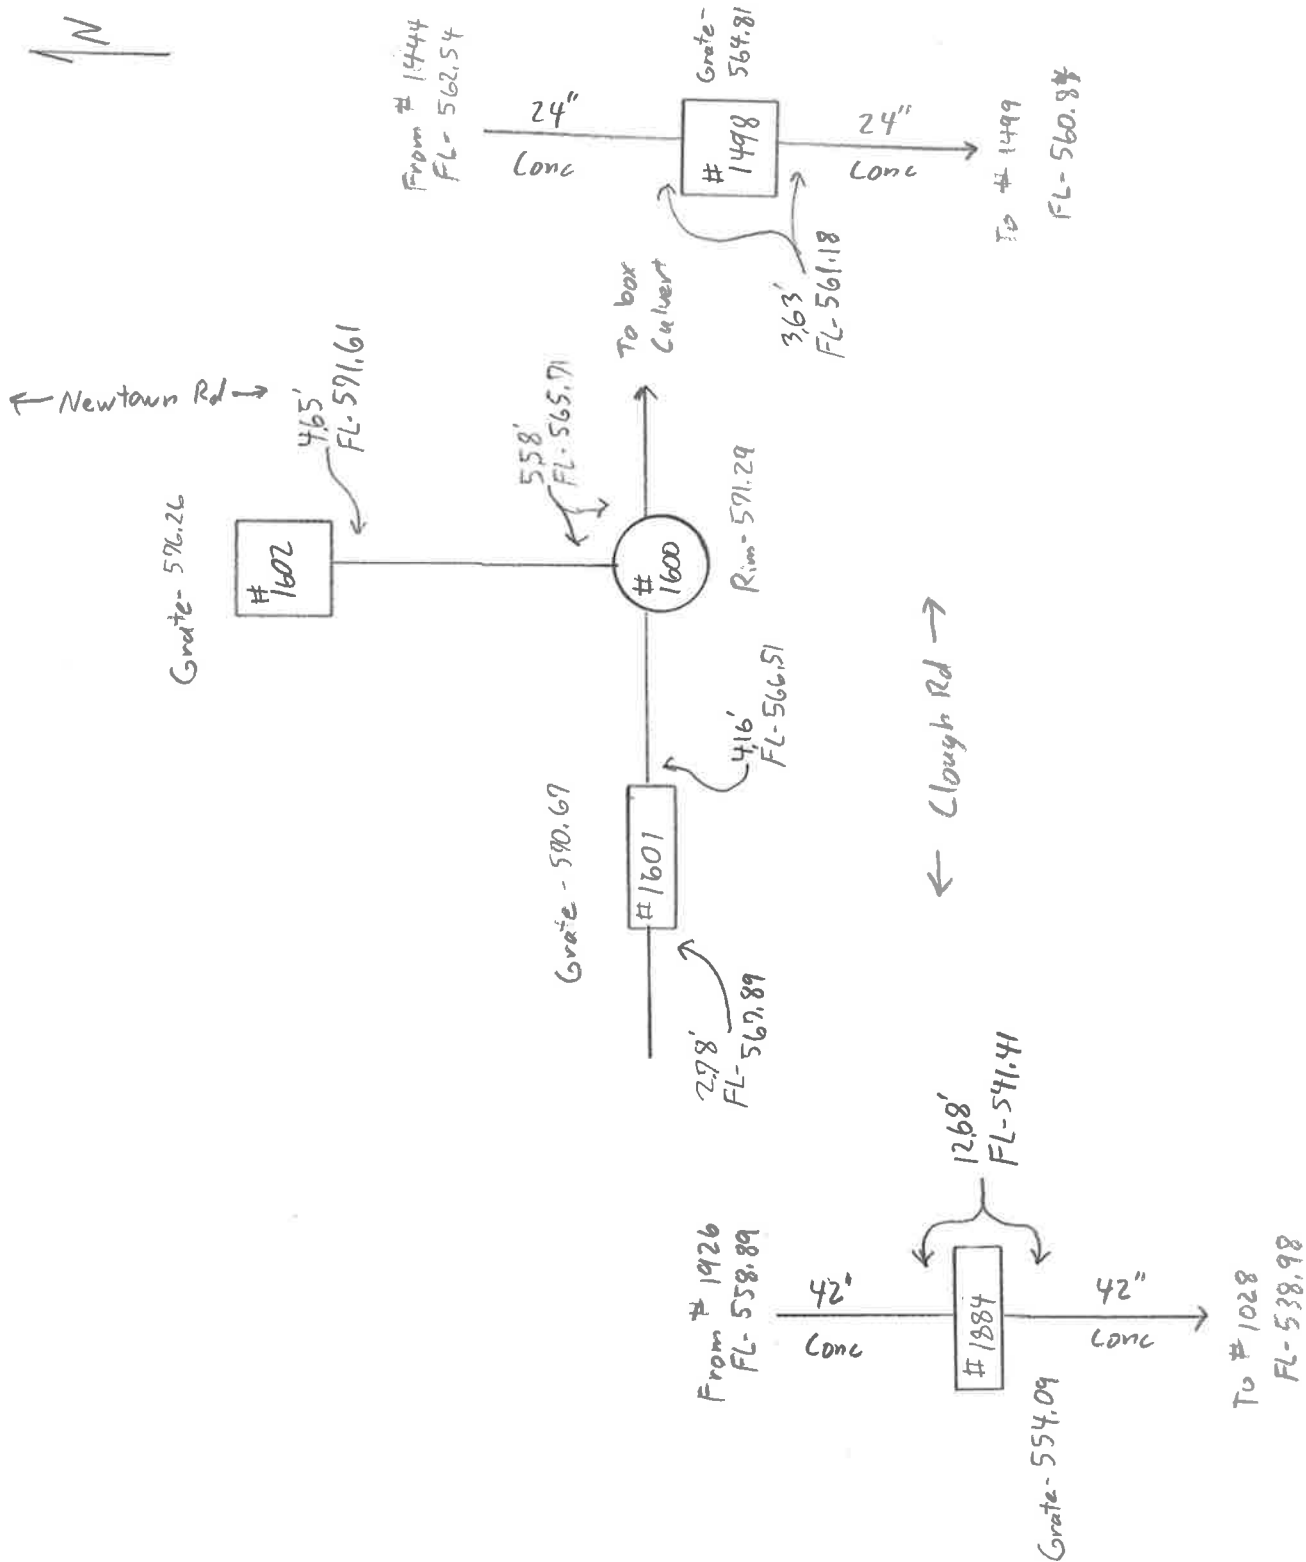 N
From # 1444
FL- 562.54
24"
Conc
Grate-
564.81
#
1498
24"
Conc
To # 1499
FL- 560.84
3.63'
FL- 561.18
← Newtown Rd →
4.65'
FL- 571.61
Grate- 576.26
#
1602
5.58'
FL- 565.71
To box
Culvert
#
1600
Rim- 571.29
Grate - 570.67
# 1601
4.16'
FL- 566.51
2.78'
FL- 567.89
← Clough Rd →
From # 1926
FL- 558.89
42'
Conc
# 1884
12.68'
FL- 541.41
42"
Conc
Grate- 554.09
To # 1028
FL- 538.98